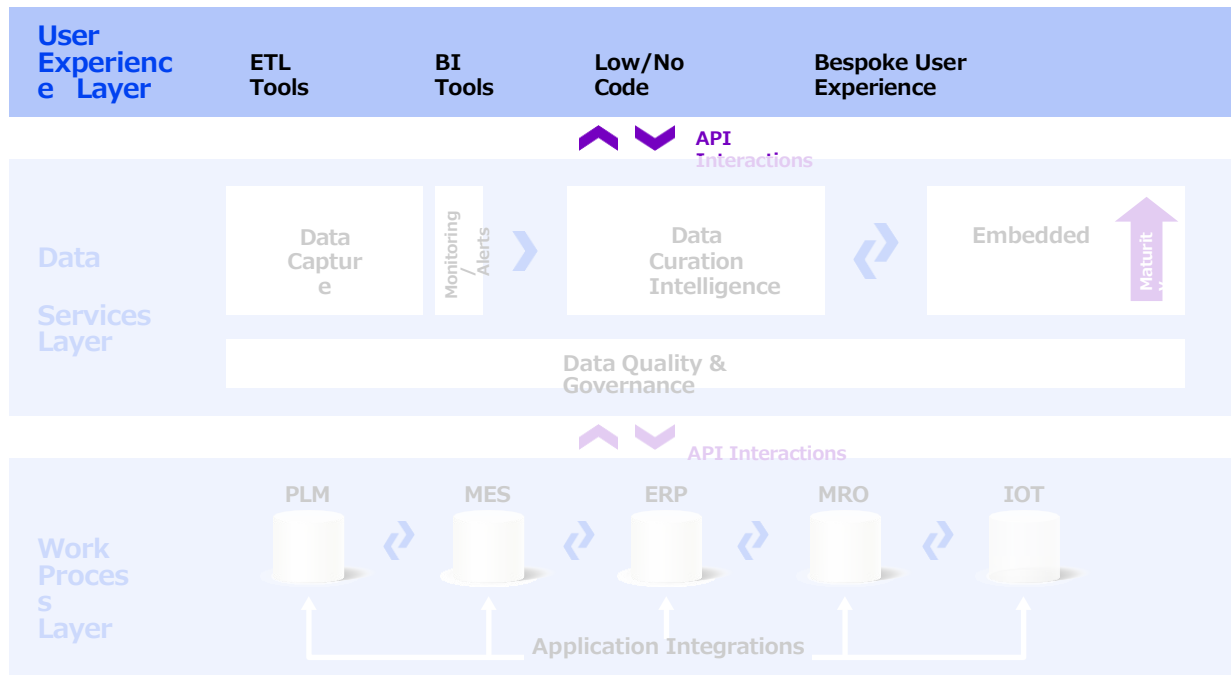 User
Experienc
e Layer
ETL
Tools
BI
Tools
Low/No
Code
Bespoke User
Experience
API
Interactions
Data
Services
Layer
Data
Captur
e
Monitoring
/
Alerts
Data
Curation
Intelligence
Embedded
Maturit
y
Data Quality &
Governance
API Interactions
Work
Proces
s
Layer
PLM
MES
ERP
MRO
IOT
Application Integrations